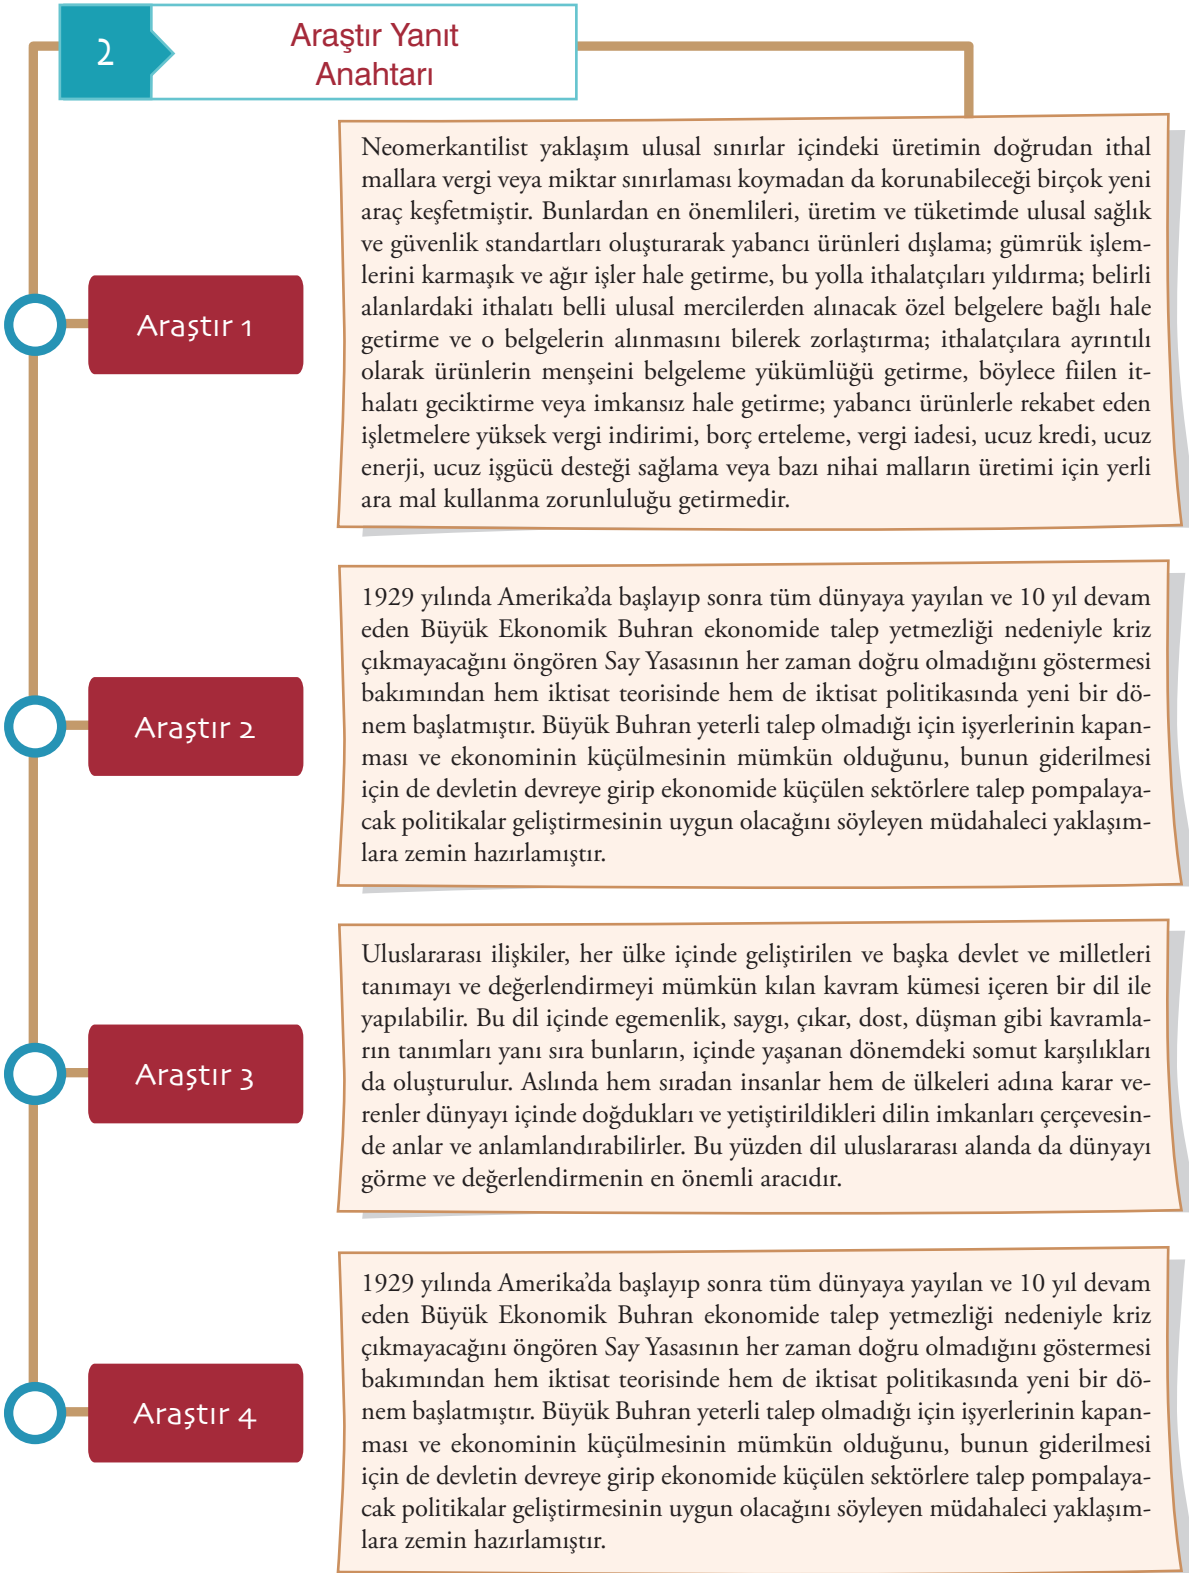 2
Araştır Yanıt
Anahtarı
Araştır 1
Neomerkantilist yaklaşım ulusal sınırlar içindeki üretimin doğrudan ithal
mallara vergi veya miktar sınırlaması koymadan da korunabileceği birçok yeni
araç keşfetmiştir. Bunlardan en önemlileri, üretim ve tüketimde ulusal sağlık
ve güvenlik standartları oluşturarak yabancı ürünleri dışlama; gümrük işlem-
lerini karmaşık ve ağır işler hale getirme, bu yolla ithalatçıları yıldırma; belirli
alanlardaki ithalatı belli ulusal mercilerden alınacak özel belgelere bağlı hale
getirme ve o belgelerin alınmasını bilerek zorlaştırma; ithalatçılara ayrıntılı
olarak ürünlerin menşeini belgeleme yükümlüğü getirme, böylece fiilen it-
halatı geciktirme veya imkansız hale getirme; yabancı ürünlerle rekabet eden
işletmelere yüksek vergi indirimi, borç erteleme, vergi iadesi, ucuz kredi, ucuz
enerji, ucuz işgücü desteği sağlama veya bazı nihai malların üretimi için yerli
ara mal kullanma zorunluluğu getirmedir.
Araştır 2
1929 yılında Amerika’da başlayıp sonra tüm dünyaya yayılan ve 10 yıl devam
eden Büyük Ekonomik Buhran ekonomide talep yetmezliği nedeniyle kriz
çıkmayacağını öngören Say Yasasının her zaman doğru olmadığını göstermesi
bakımından hem iktisat teorisinde hem de iktisat politikasında yeni bir dö-
nem başlatmıştır. Büyük Buhran yeterli talep olmadığı için işyerlerinin kapan-
ması ve ekonominin küçülmesinin mümkün olduğunu, bunun giderilmesi
için de devletin devreye girip ekonomide küçülen sektörlere talep pompalaya-
cak politikalar geliştirmesinin uygun olacağını söyleyen müdahaleci yaklaşım-
lara zemin hazırlamıştır.
Araştır 3
Uluslararası ilişkiler, her ülke içinde geliştirilen ve başka devlet ve milletleri
tanımayı ve değerlendirmeyi mümkün kılan kavram kümesi içeren bir dil ile
yapılabilir. Bu dil içinde egemenlik, saygı, çıkar, dost, düşman gibi kavramla-
rın tanımları yanı sıra bunların, içinde yaşanan dönemdeki somut karşılıkları
da oluşturulur. Aslında hem sıradan insanlar hem de ülkeleri adına karar ve-
renler dünyayı içinde doğdukları ve yetiştirildikleri dilin imkanları çerçevesin-
de anlar ve anlamlandırabilirler. Bu yüzden dil uluslararası alanda da dünyayı
görme ve değerlendirmenin en önemli aracıdır.
Araştır 4
1929 yılında Amerika’da başlayıp sonra tüm dünyaya yayılan ve 10 yıl devam
eden Büyük Ekonomik Buhran ekonomide talep yetmezliği nedeniyle kriz
çıkmayacağını öngören Say Yasasının her zaman doğru olmadığını göstermesi
bakımından hem iktisat teorisinde hem de iktisat politikasında yeni bir dö-
nem başlatmıştır. Büyük Buhran yeterli talep olmadığı için işyerlerinin kapan-
ması ve ekonominin küçülmesinin mümkün olduğunu, bunun giderilmesi
için de devletin devreye girip ekonomide küçülen sektörlere talep pompalaya-
cak politikalar geliştirmesinin uygun olacağını söyleyen müdahaleci yaklaşım-
lara zemin hazırlamıştır.